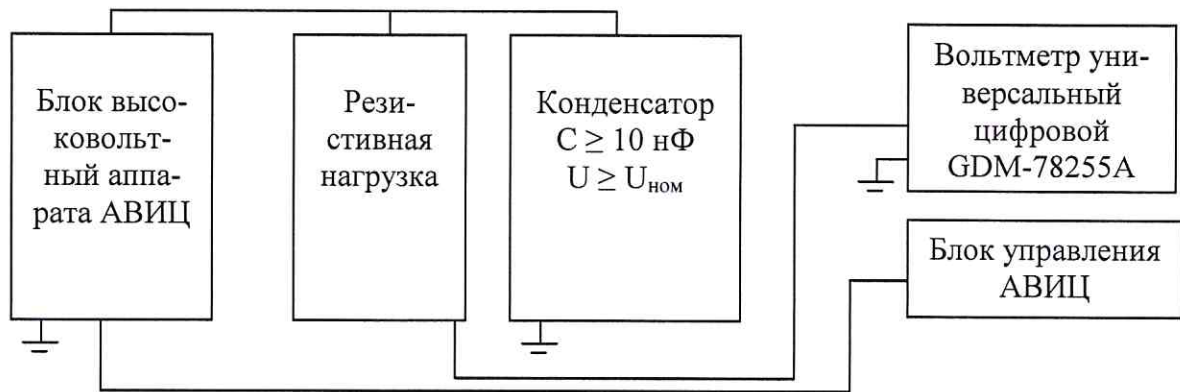 Блок высо-
ковольт-
ный аппа-
рата АВИЦ
Рези-
стивная
нагрузка
Конденсатор
C ≥ 10 нФ
U ≥ Uном
Вольтметр уни-
версальный
цифровой
GDM-78255A
Блок управления
АВИЦ